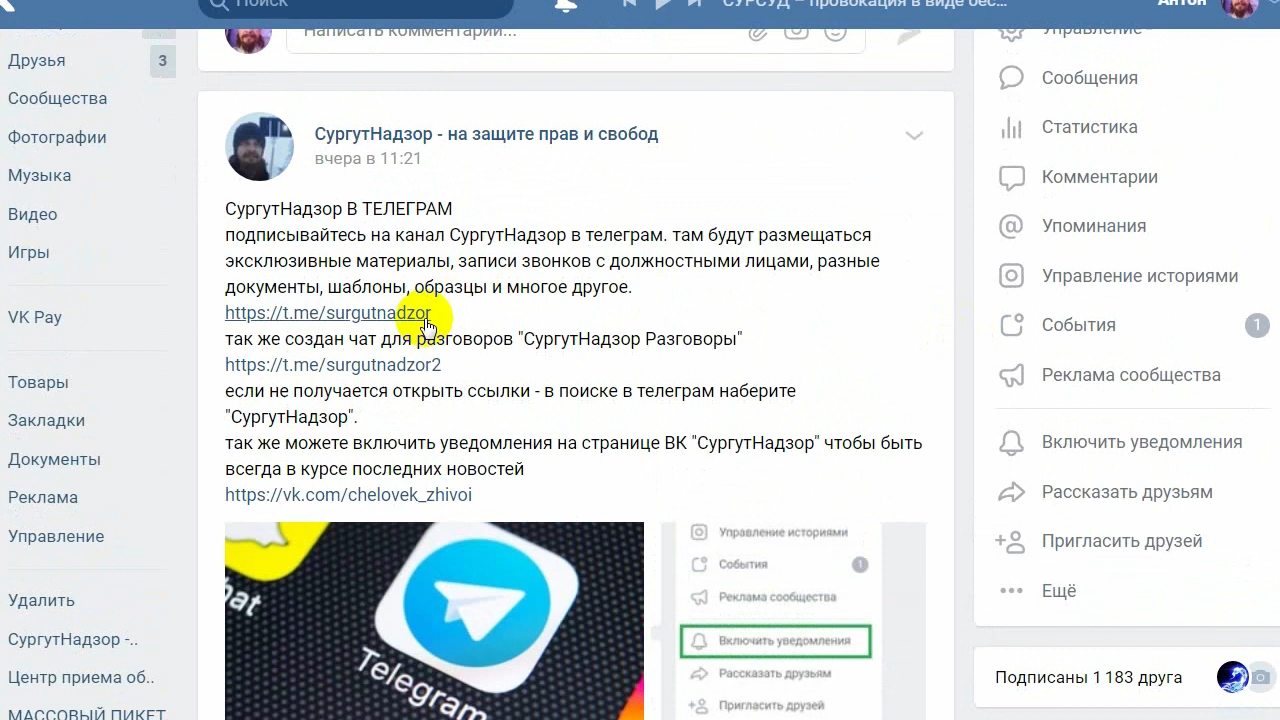 Поиск
СУРСУД – провокация в виде бес...
Антон
Друзья
3
Сообщества
Фотографии
Музыка
Видео
Игры
VK Pay
Товары
Закладки
Документы
Реклама
Управление
Удалить
СургутНадзор -..
Центр приема об..
МАССОВЫЙ ПИКЕТ
Написать комментарий...
СургутНадзор - на защите прав и свобод
вчера в 11:21
СургутНадзор В ТЕЛЕГРАМ
подписывайтесь на канал СургутНадзор в телеграм. там будут размещаться
эксклюзивные материалы, записи звонков с должностными лицами, разные
документы, шаблоны, образцы и многое другое.
https://t.me/surgutnadzor
так же создан чат для разговоров "СургутНадзор Разговоры"
https://t.me/surgutnadzor2
если не получается открыть ссылки - в поиске в телеграм наберите
"СургутНадзор".
так же можете включить уведомления на странице ВК "СургутНадзор" чтобы быть
всегда в курсе последних новостей
https://vk.com/chelovek_zhivoi
hat
Telegram
Управление историями
События
1
Реклама сообщества
Включить уведомления
Рассказать друзьям
Пригласить друзей
Управление
Сообщения
Статистика
Комментарии
Упоминания
Управление историями
События
1
Реклама сообщества
Включить уведомления
Рассказать друзьям
Пригласить друзей
Ещё
Подписаны 1 183 друга